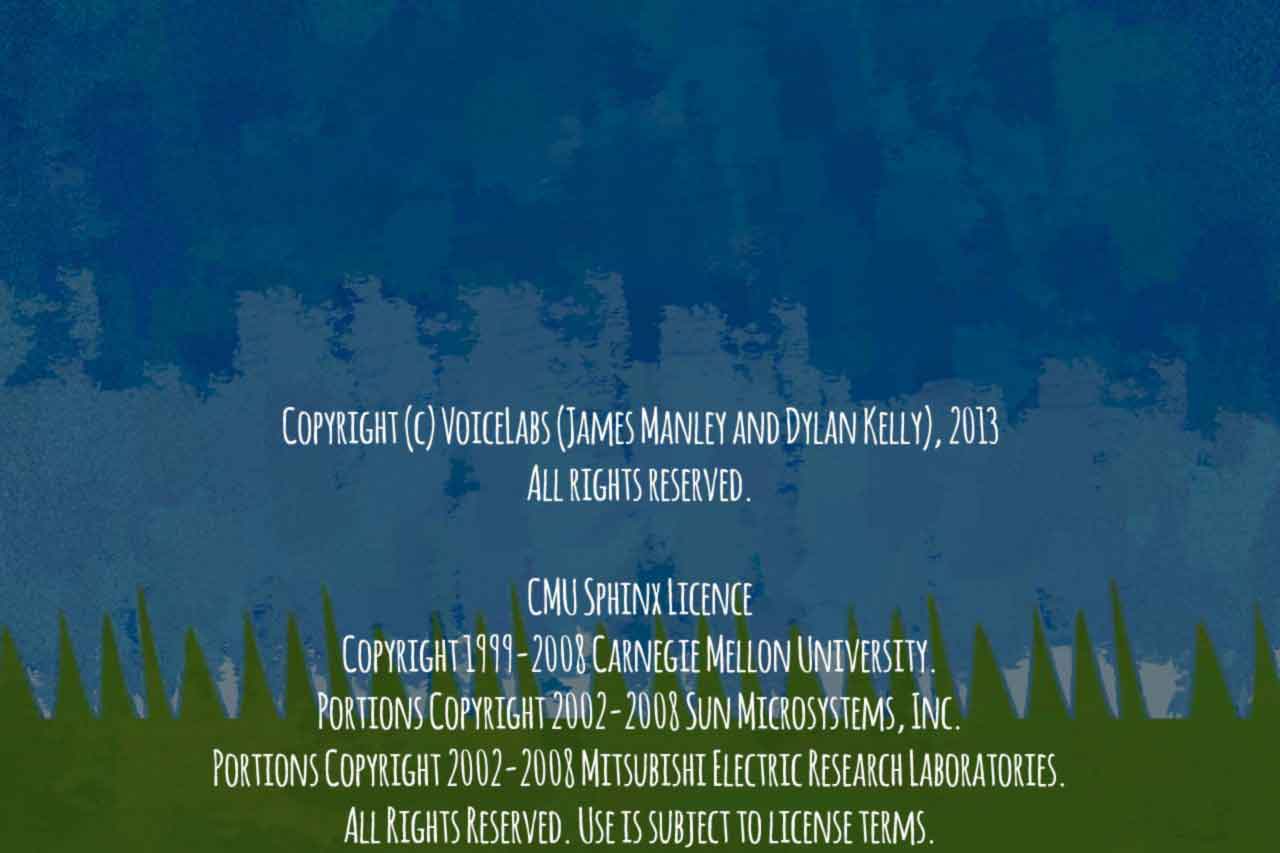 Copyright (c) VoiceLabs (James Manley and Dylan Kelly), 2013
All rights reserved.
CMU Sphinx Licence
Copyright 1999-2008 Carnegie Mellon University.
Portions Copyright 2002-2008 Sun Microsystems, Inc.
Portions Copyright 2002-2008 Mitsubishi Electric Research Laboratories.
All Rights Reserved. Use is subject to license terms.